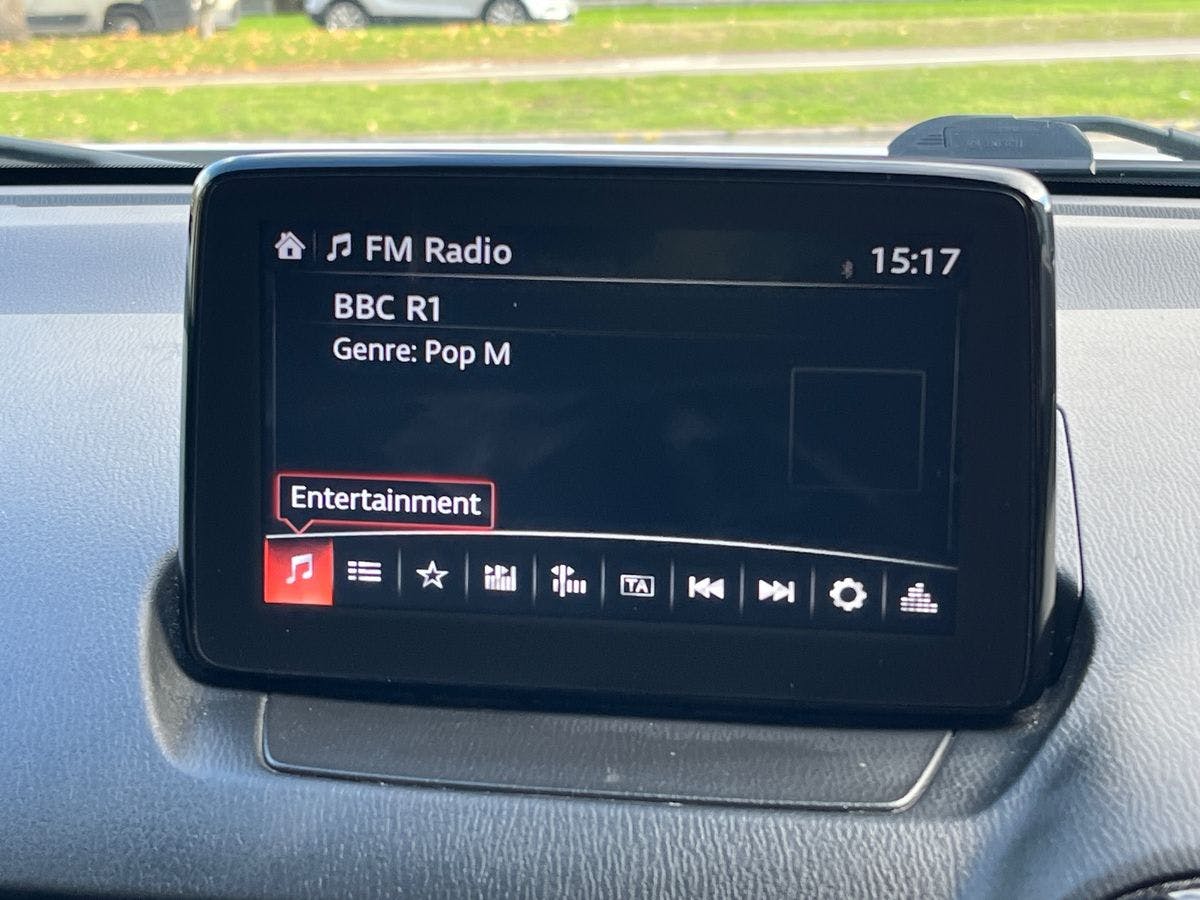 FM Radio
15:17
BBC R1
Genre: Pop M
Entertainment
TA